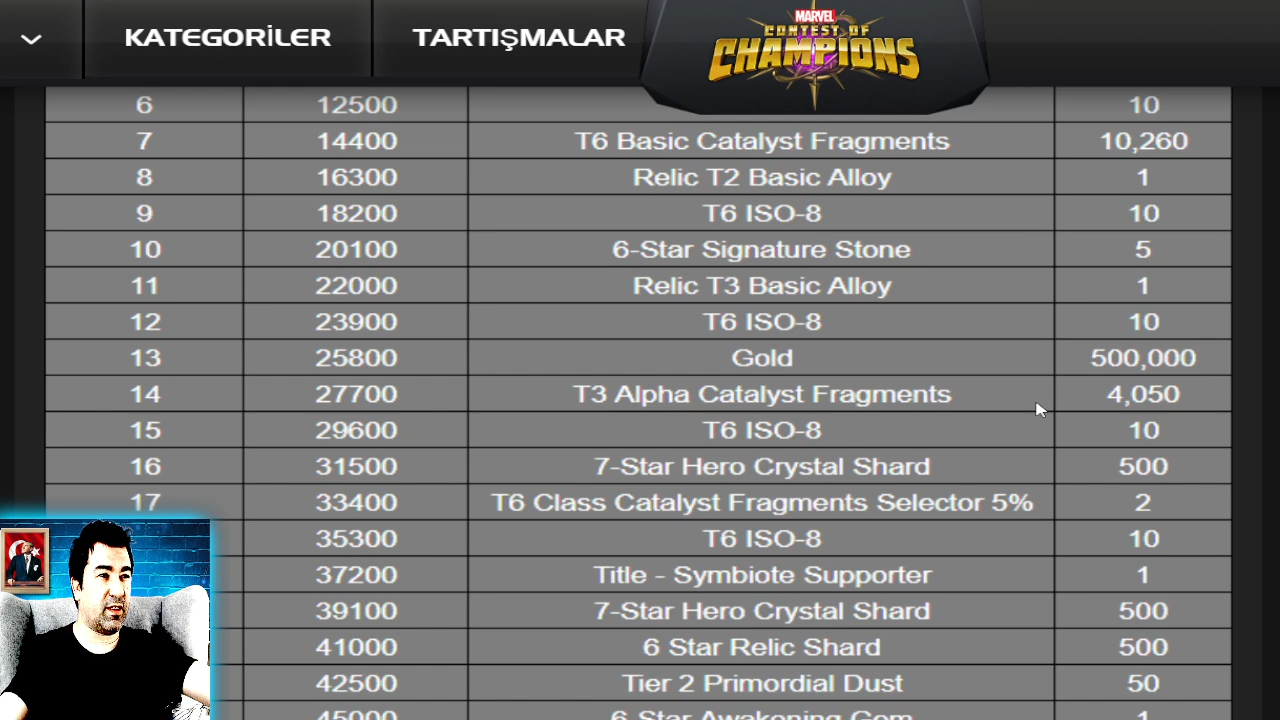 KATEGORİLER TARTIŞMALAR MARVEL
CONTEST OF
CHAMPIONS
6 12500 10
7 14400 T6 Basic Catalyst Fragments 10,260
8 16300 Relic T2 Basic Alloy 1
9 18200 T6 ISO-8 10
10 20100 6-Star Signature Stone 5
11 22000 Relic T3 Basic Alloy 1
12 23900 T6 ISO-8 10
13 25800 Gold 500,000
14 27700 T3 Alpha Catalyst Fragments 4,050
15 29600 T6 ISO-8 10
16 31500 7-Star Hero Crystal Shard 500
17 33400 T6 Class Catalyst Fragments Selector 5% 2
35300 T6 ISO-8 10
37200 Title - Symbiote Supporter 1
39100 7-Star Hero Crystal Shard 500
41000 6 Star Relic Shard 500
42500 Tier 2 Primordial Dust 50
45000 6-Star Awakening Gem 1